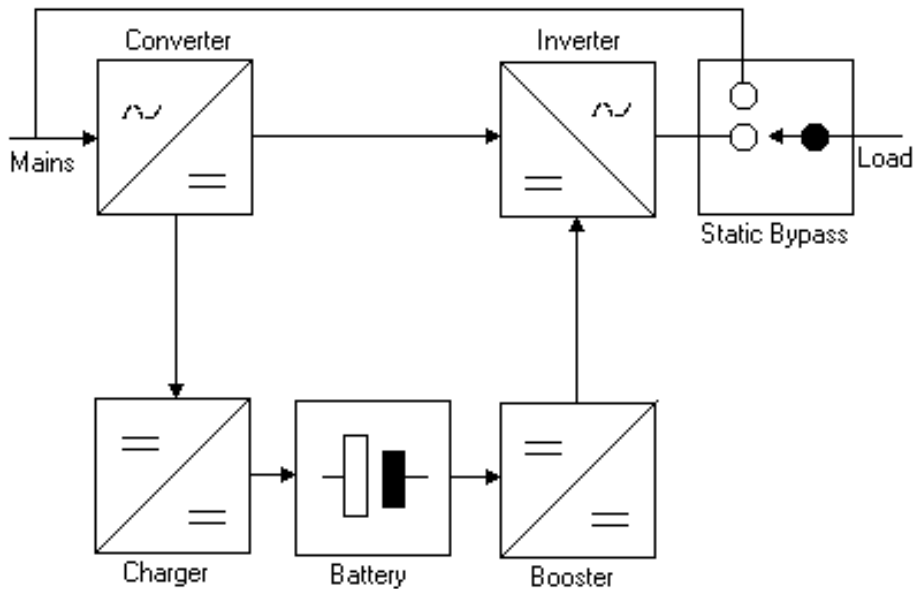 Converter
Inverter
Mains
Load
Static Bypass
Charger
Battery
Booster